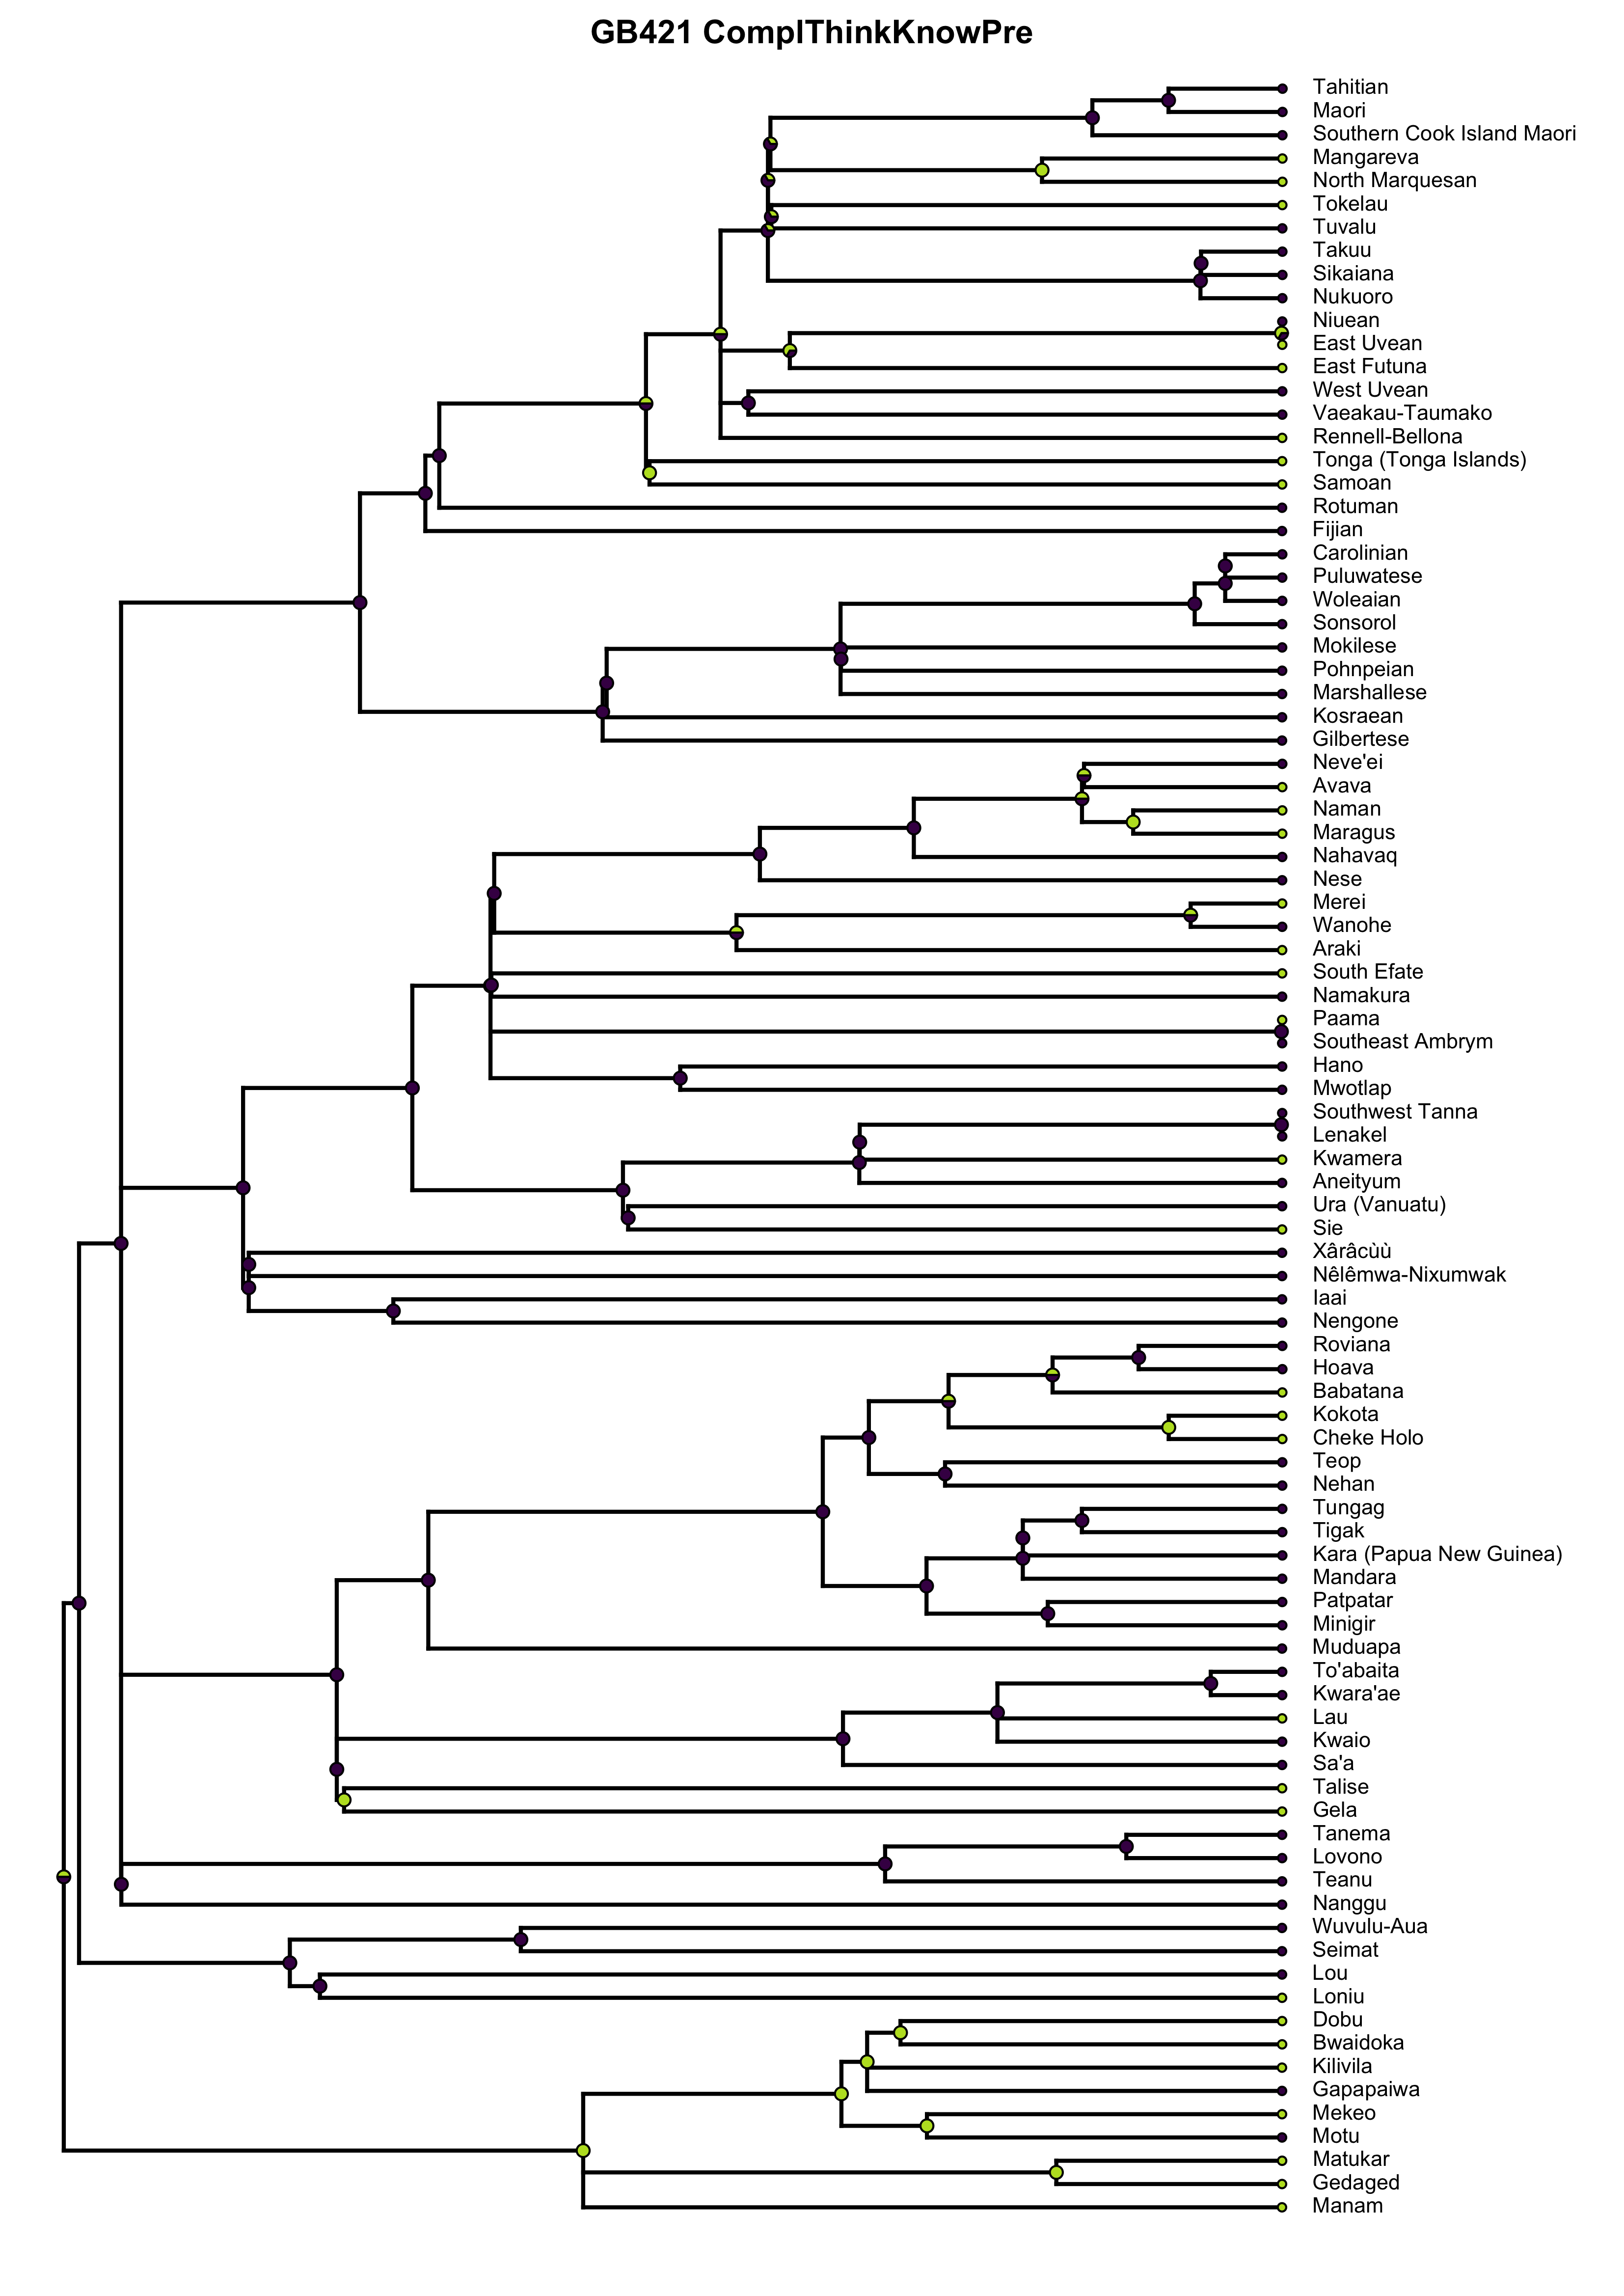 GB421 ComplThinkKnowPre
Tahitian
Maori
Southern Cook Island Maori
Mangareva
North Marquesan
Tokelau
Tuvalu
Takuu
Sikaiana
Nukuoro
Niuean
East Uvean
East Futuna
West Uvean
Vaeakau-Taumako
Rennell-Bellona
Tonga (Tonga Islands)
Samoan
Rotuman
Fijian
Carolinian
Puluwatese
Woleaian
Sonsorol
Mokilese
Pohnpeian
Marshallese
Kosraean
Gilbertese
Neve'ei
Avava
Naman
Maragus
Nahavaq
Nese
Merei
Wanohe
Araki
South Efate
Namakura
Paama
Southeast Ambrym
Hano
Mwotlap
Southwest Tanna
Lenakel
Kwamera
Aneityum
Ura (Vanuatu)
Sie
Xârâcùù
Nêlêmwa-Nixumwak
Iaai
Nengone
Roviana
Hoava
Babatana
Kokota
Cheke Holo
Teop
Nehan
Tungag
Tigak
Kara (Papua New Guinea)
Mandara
Patpatar
Minigir
Muduapa
To'abaita
Kwara'ae
Lau
Kwaio
Sa'a
Talise
Gela
Tanema
Lovono
Teanu
Nanggu
Wuvulu-Aua
Seimat
Lou
Loniu
Dobu
Bwaidoka
Kilivila
Gapapaiwa
Mekeo
Motu
Matukar
Gedaged
Manam